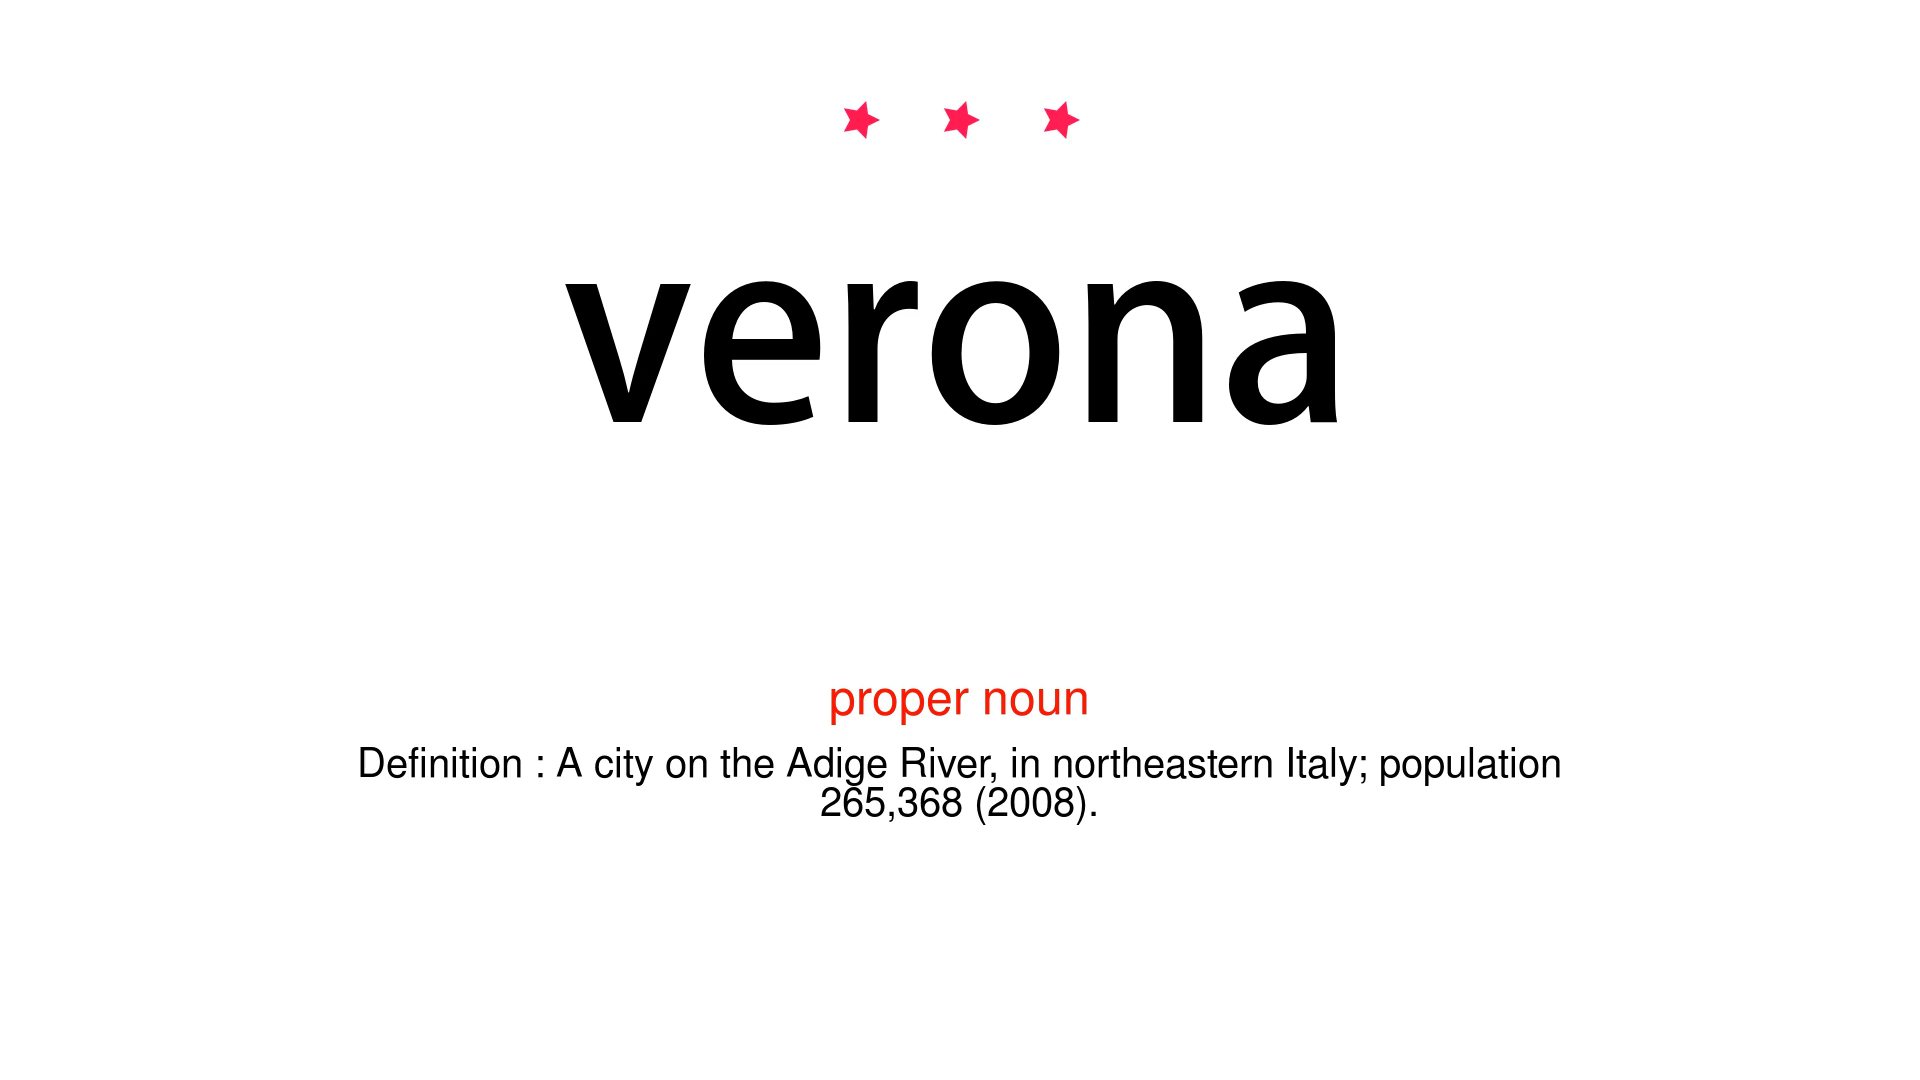 verona
proper noun
Definition : A city on the Adige River, in northeastern Italy; population
265,368 (2008).